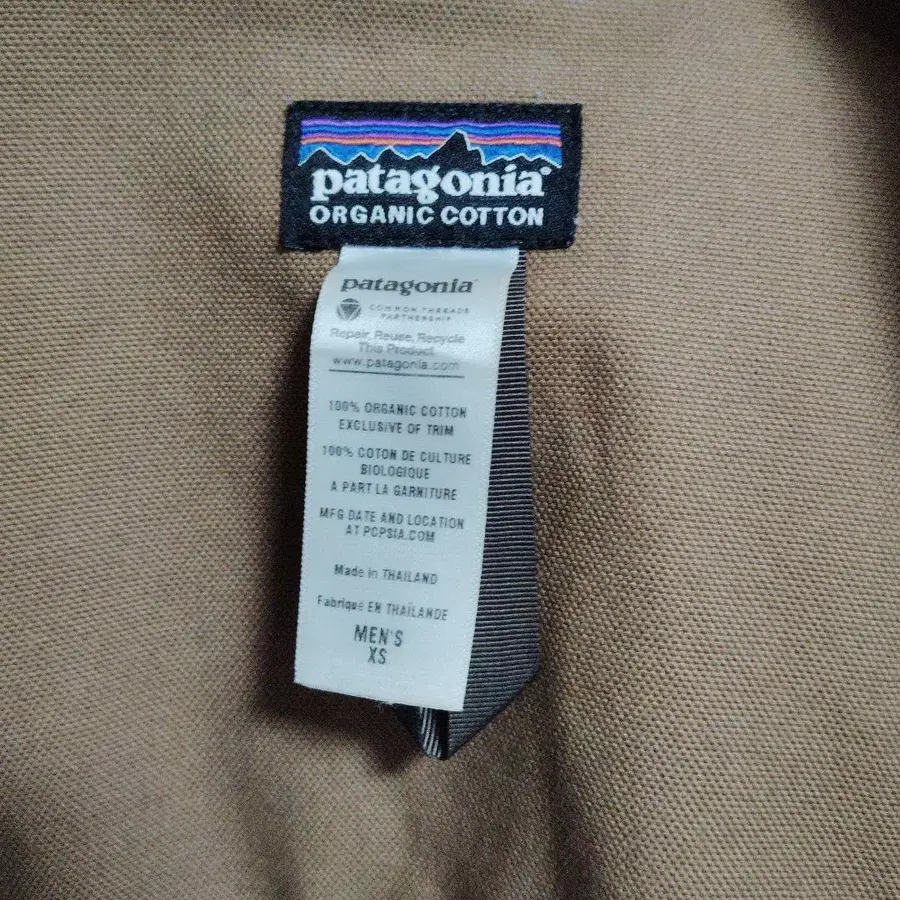 patagonia®
ORGANIC COTTON
patagonia
COMMON THREADS
PARTNERSHIP
Repair, Reuse, Recycle
This Product.
www.patagonia.com
100% ORGANIC COTTON
EXCLUSIVE OF TRIM
100% COTON DE CULTURE
BIOLOGIQUE
A PART LA GARNITURE
MFG DATE AND LOCATION
AT PCPSIA.COM
Made in THAILAND
Fabrique EN THAÏLANDE
MEN'S
XS